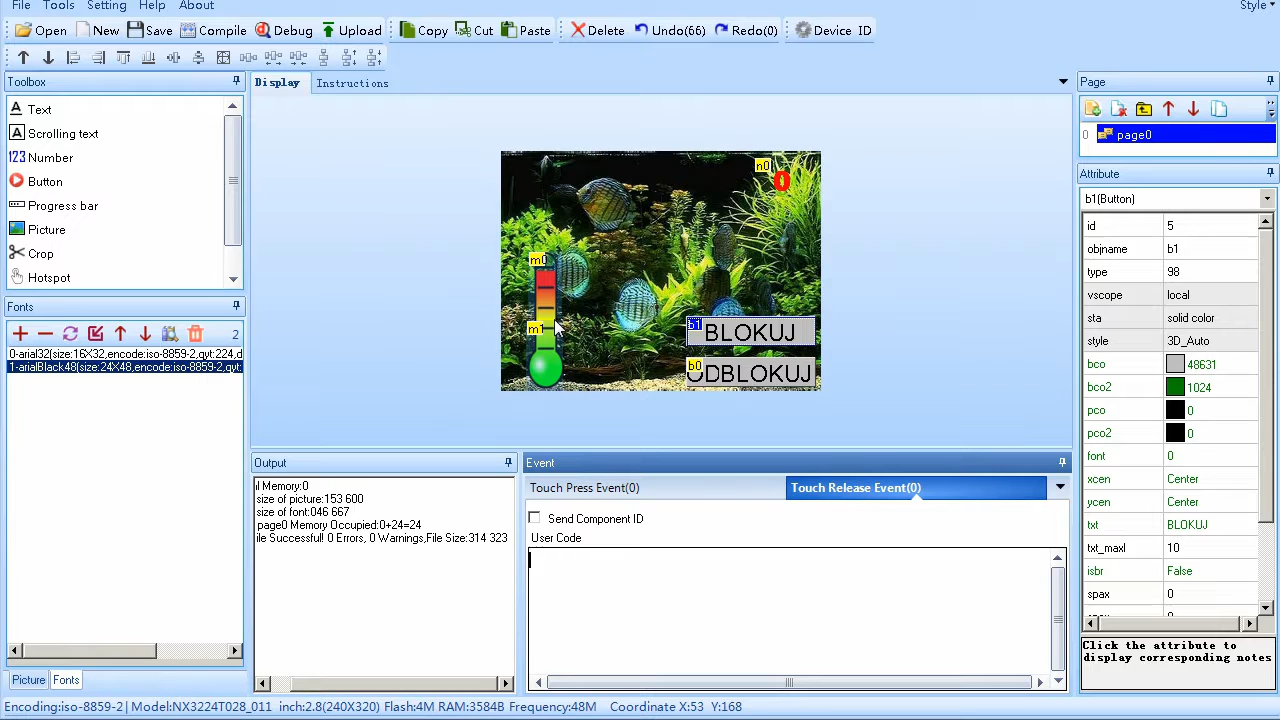 File Tools Setting Help About Style
Open New Save Compile Debug Upload Copy Cut Paste Delete Undo(66) Redo(0) Device ID
Toolbox
Text
Scrolling text
123 Number
Button
Progress bar
Picture
Crop
Hotspot
Fonts
2
0-arial32(size:16X32,encode:iso-8859-2,qyt:224,d
1-arialBlack48(size:24X48,encode:iso-8859-2,qyt:
Picture Fonts
Display Instructions
n0
0
m0
m1
b1 BLOKUJ
b0 ODBLOKUJ
Output
l Memory:0
size of picture:153 600
size of font:046 667
page0 Memory Occupied:0+24=24
ile Successful! 0 Errors, 0 Warnings,File Size:314 323
Event
Touch Press Event(0) Touch Release Event(0)
Send Component ID
User Code
Page
0 page0
Attribute
b1(Button)
id 5
objname b1
type 98
vscope local
sta solid color
style 3D_Auto
bco 48631
bco2 1024
pco 0
pco2 0
font 0
xcen Center
ycen Center
txt BLOKUJ
txt_maxl 10
isbr False
spax 0
Click the attribute to
display corresponding notes
Encoding:iso-8859-2 Model:NX3224T028_011 inch:2.8(240X320) Flash:4M RAM:3584B Frequency:48M Coordinate X:53 Y:168